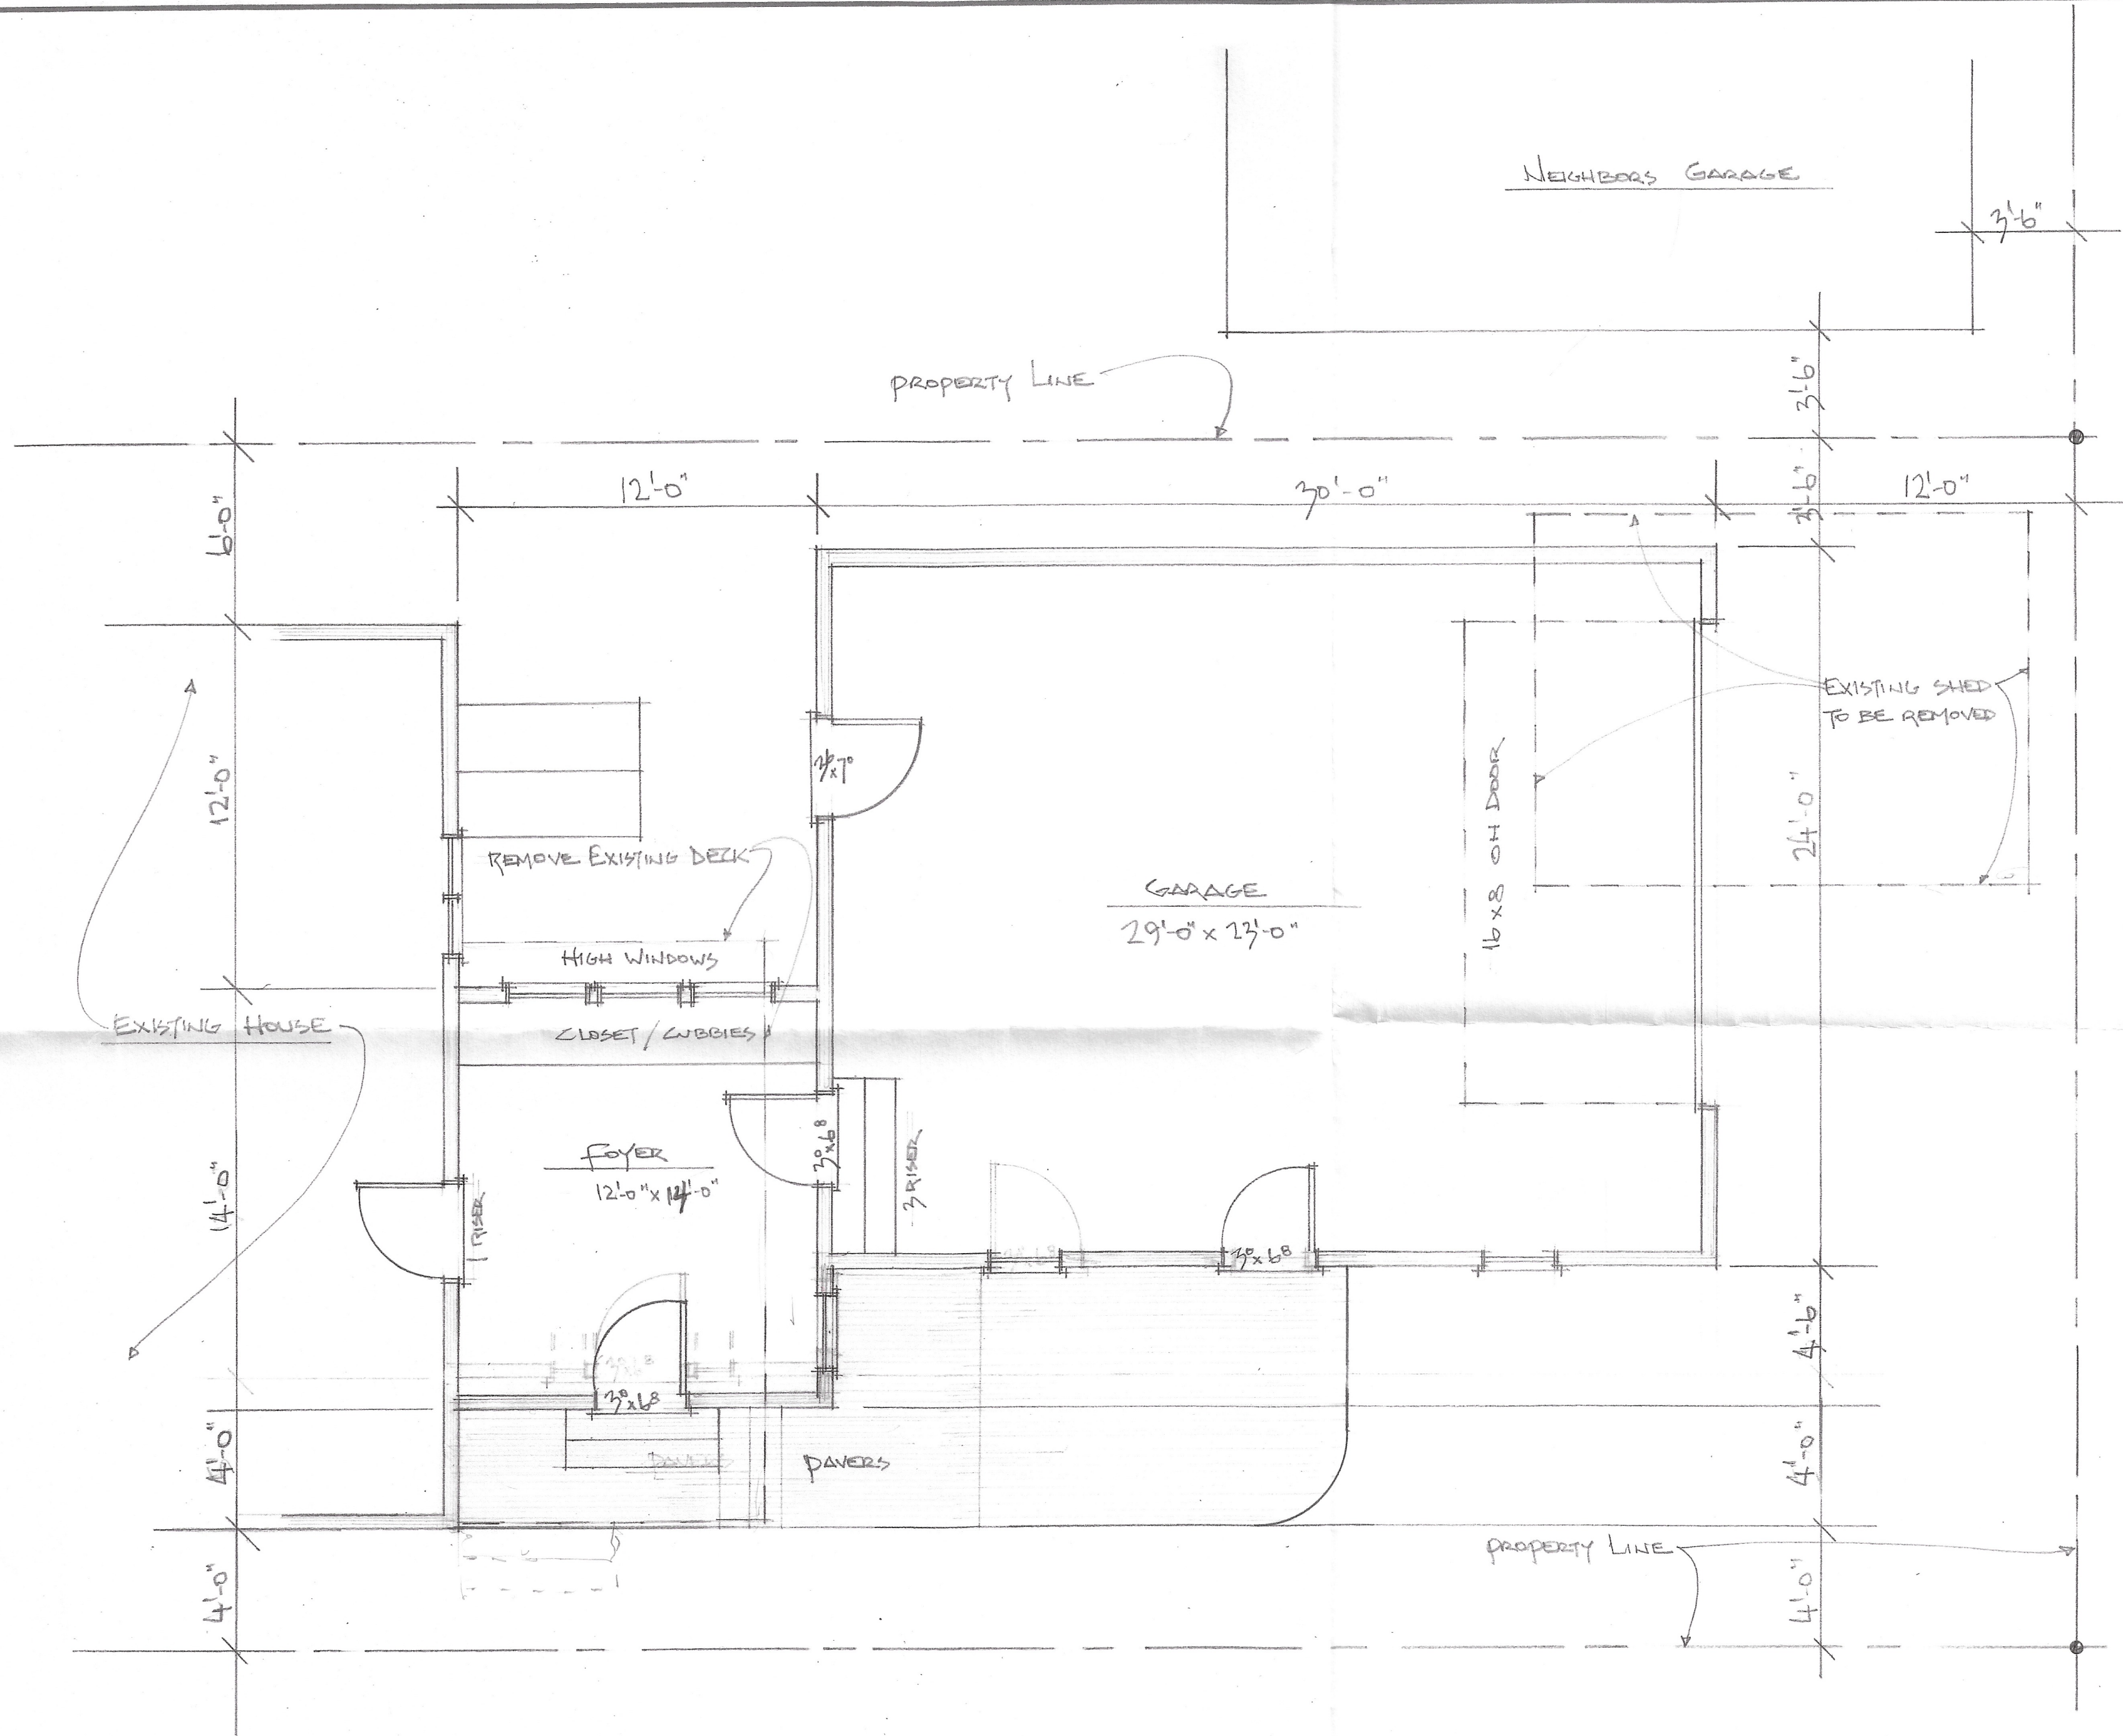 NEIGHBORS GARAGE
3'-6"
PROPERTY LINE
3'-6"
12'-0"
30'-0"
3'-6"
12'-0"
6'-0"
EXISTING SHED
TO BE REMOVED
12'-0"
3⁰x7⁰
16x8 OH DOOR
24'-0"
REMOVE EXISTING DECK
GARAGE
29'-0" x 23'-0"
HIGH WINDOWS
EXISTING HOUSE
CLOSET/CUBBIES
FOYER
12'-0" x 14'-0"
3⁰x6⁸
3 RISER
14'-0"
1 RISER
3⁰x6⁸
4'-6"
3⁰x6⁸
3⁰x6⁸
4'-0"
PAVERS
PAVERS
4'-0"
PROPERTY LINE
4'-0"
4'-0"